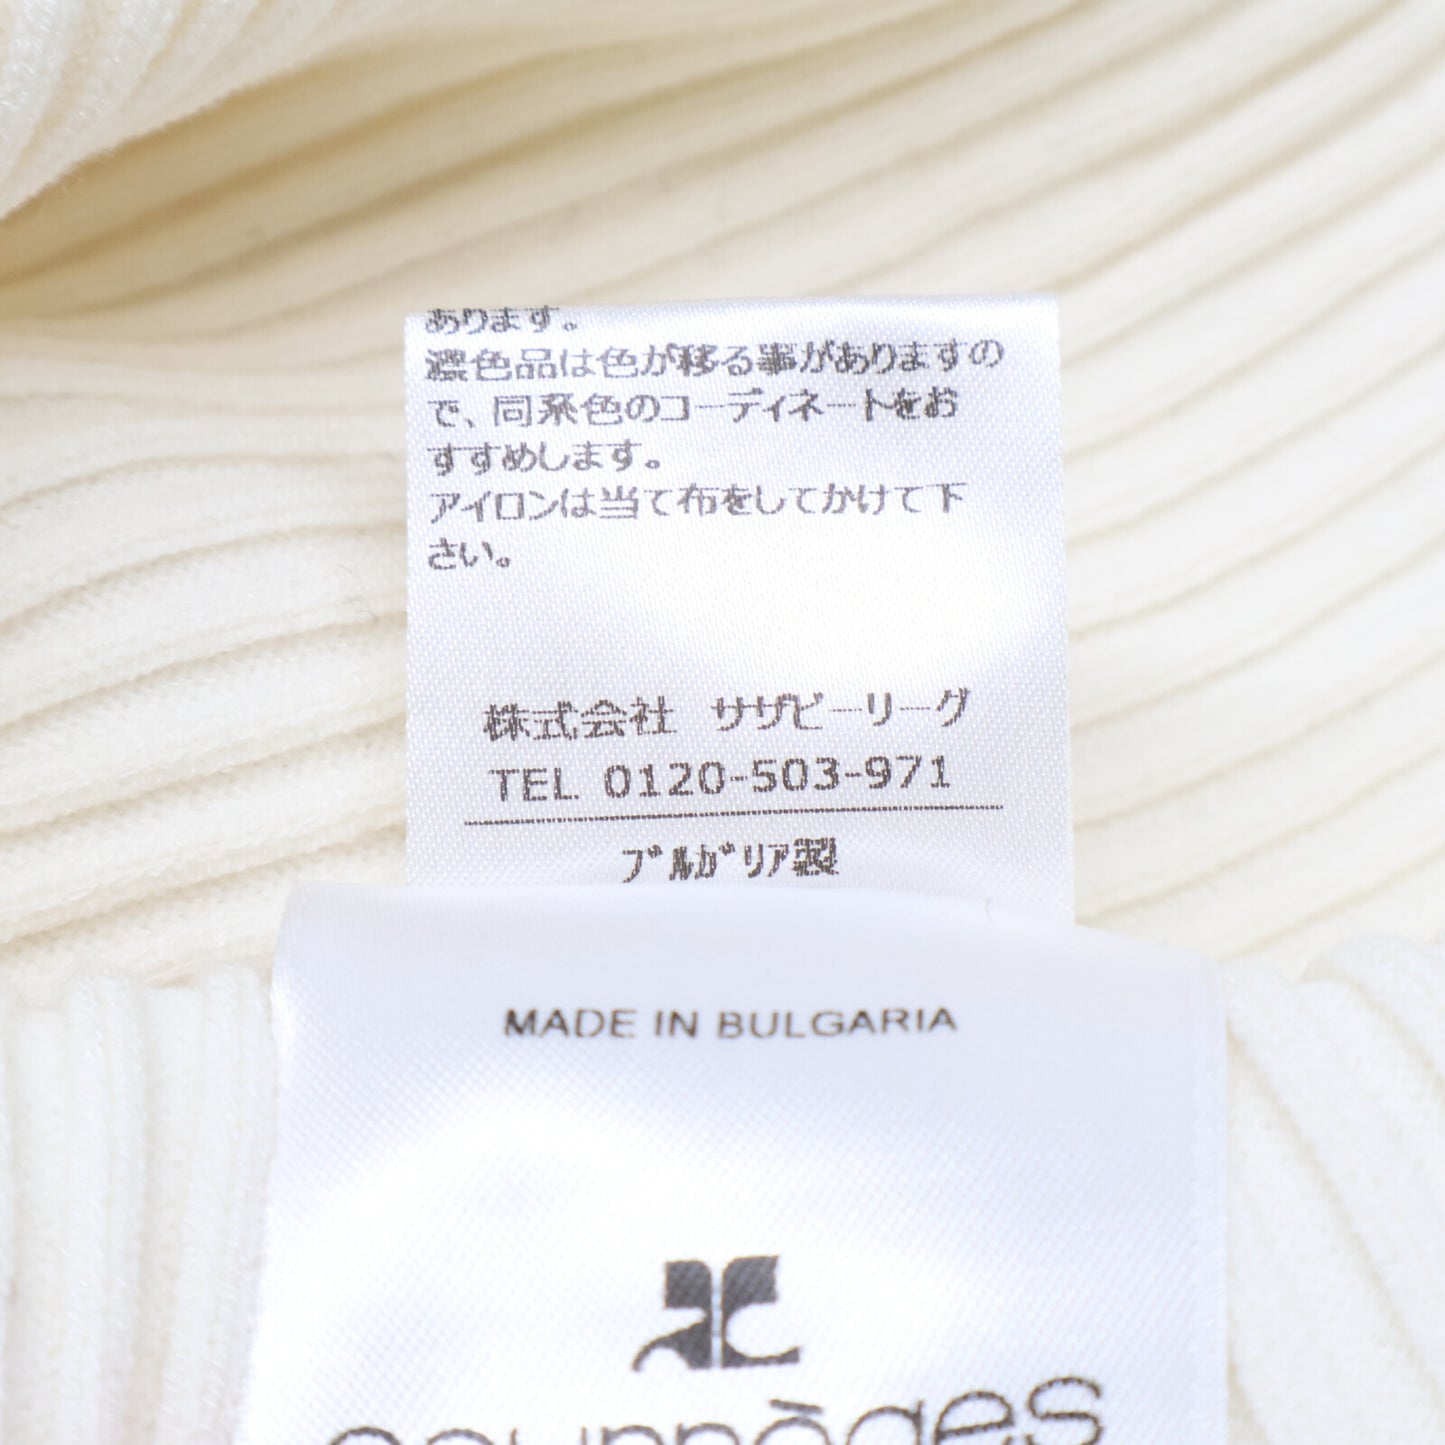 あります。
濃色品は色が移る事がありますの
で、同系色のコーディネートをお
すすめします。
アイロンは当て布をしてかけて下
さい。
株式会社 サザビーリーグ
TEL 0120-503-971
ブルガリア製
MADE IN BULGARIA
courrèges